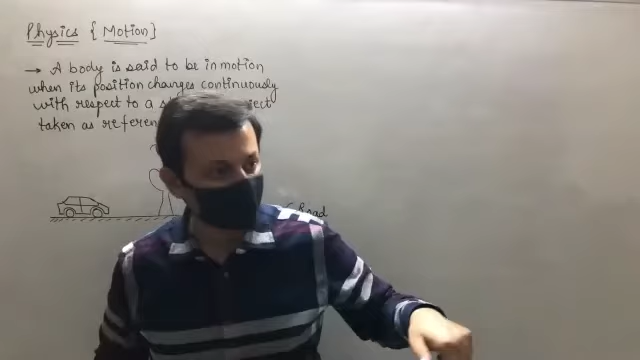 Physics { Motion }
→ A body is said to be in motion
when its position changes continuously
with respect to a
taken as
Road